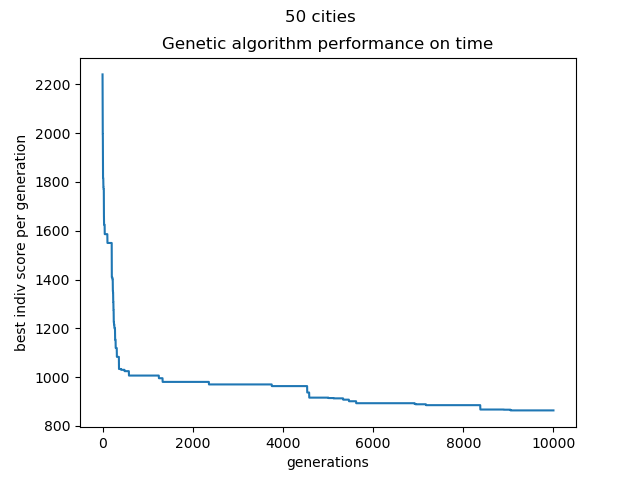 50 cities
Genetic algorithm performance on time
best indiv score per generation
2200
2000
1800
1600
1400
1200
1000
800
0 2000 4000 6000 8000 10000
generations